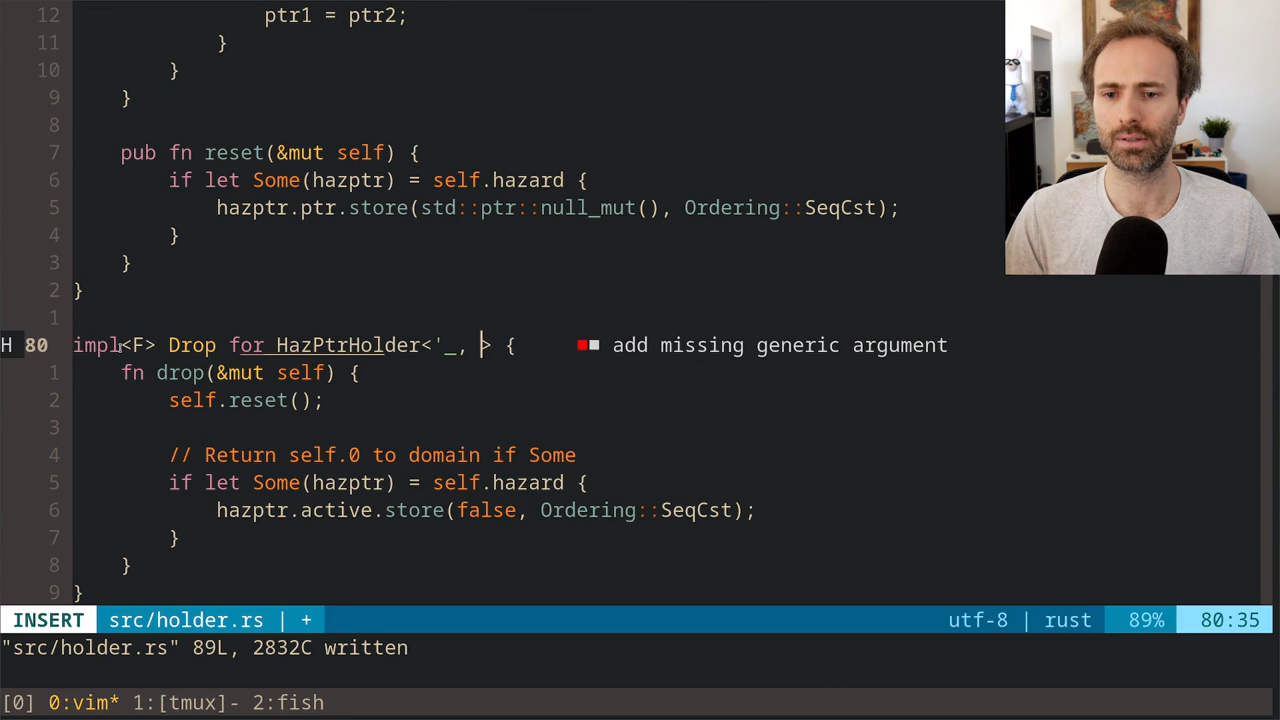 12                 ptr1 = ptr2;
11             }
10         }
9     }
8
7     pub fn reset(&mut self) {
6         if let Some(hazptr) = self.hazard {
5             hazptr.ptr.store(std::ptr::null_mut(), Ordering::SeqCst);
4         }
3     }
2 }
1
H 80 impl<F> Drop for HazPtrHolder<'_, > {     ■■ add missing generic argument
1     fn drop(&mut self) {
2         self.reset();
3
4         // Return self.0 to domain if Some
5         if let Some(hazptr) = self.hazard {
6             hazptr.active.store(false, Ordering::SeqCst);
7         }
8     }
9 }
INSERT src/holder.rs | + utf-8 | rust 89% 80:35
"src/holder.rs" 89L, 2832C written
[0] 0:vim* 1:[tmux]- 2:fish